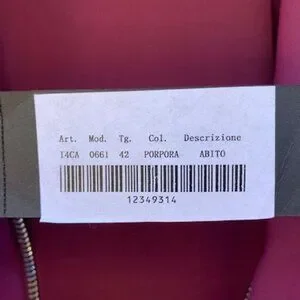 Art. Mod. Tg. Col. Descrizione
I4CA 0661 42 PORPORA ABITO
12349314